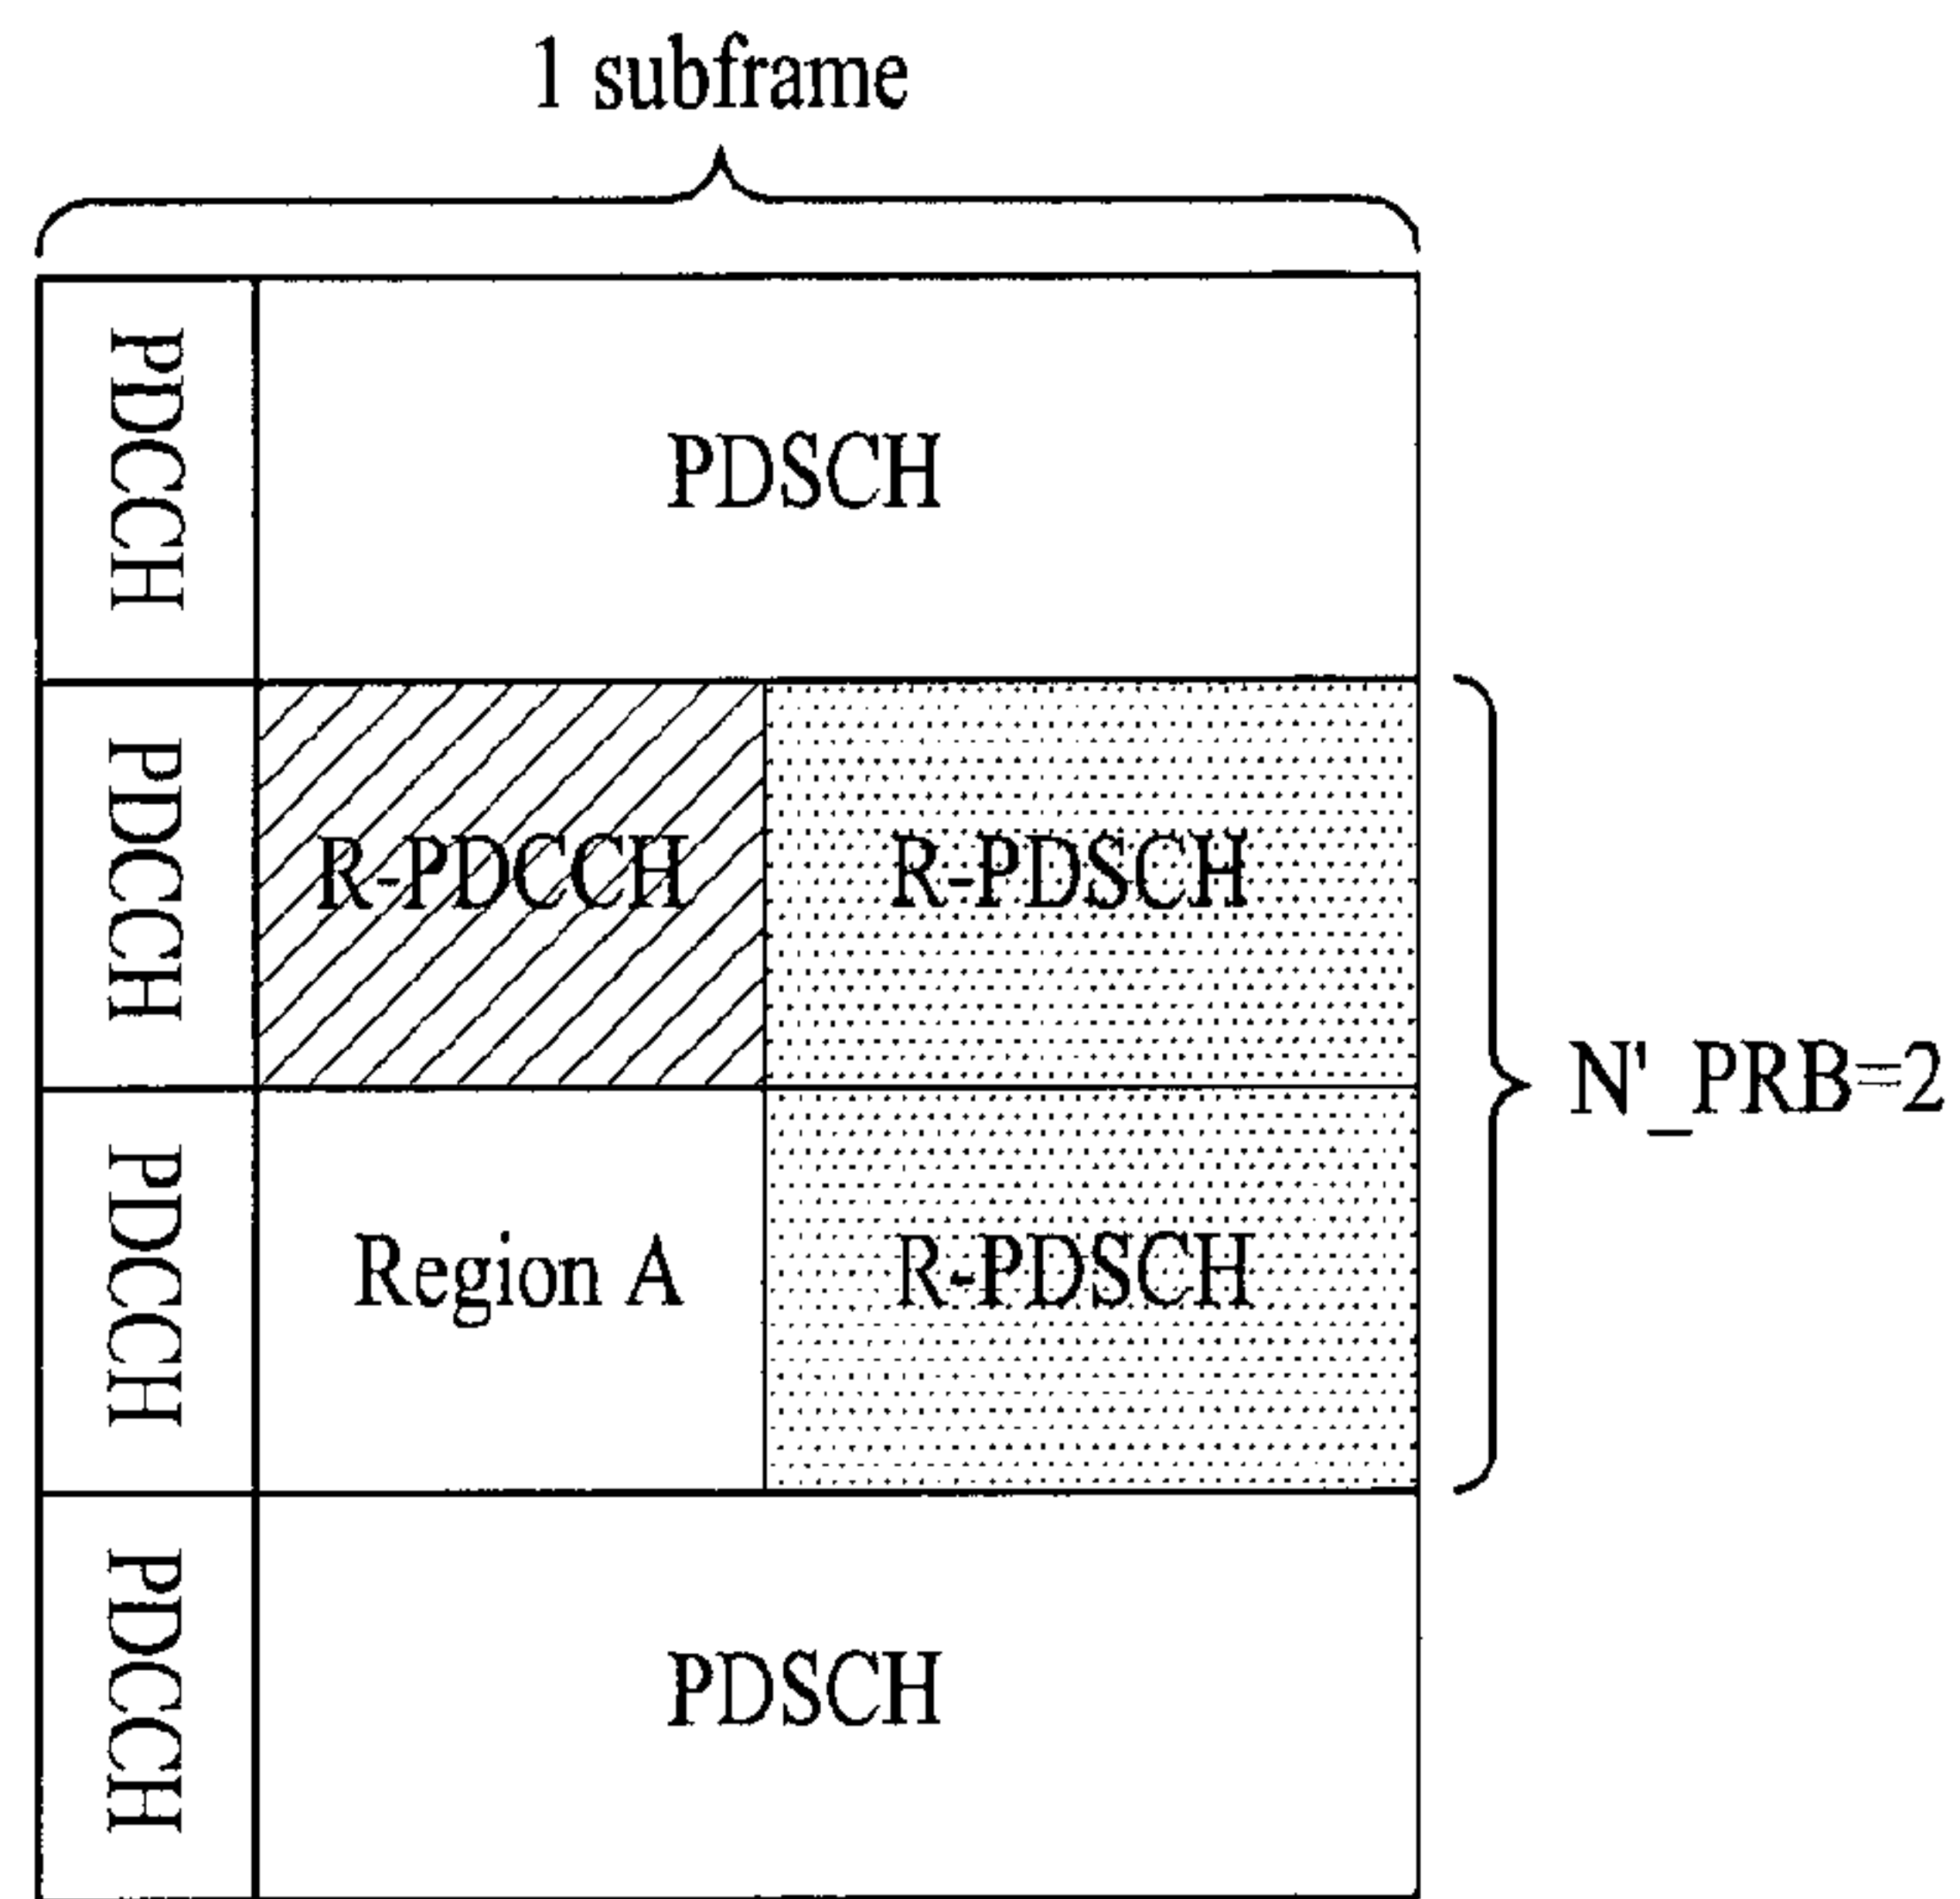 1 subframe
PDCCH
PDSCH
PDCCH
R-PDCCH
R-PDSCH
N'_PRB=2
PDCCH
Region A
R-PDSCH
PDCCH
PDSCH